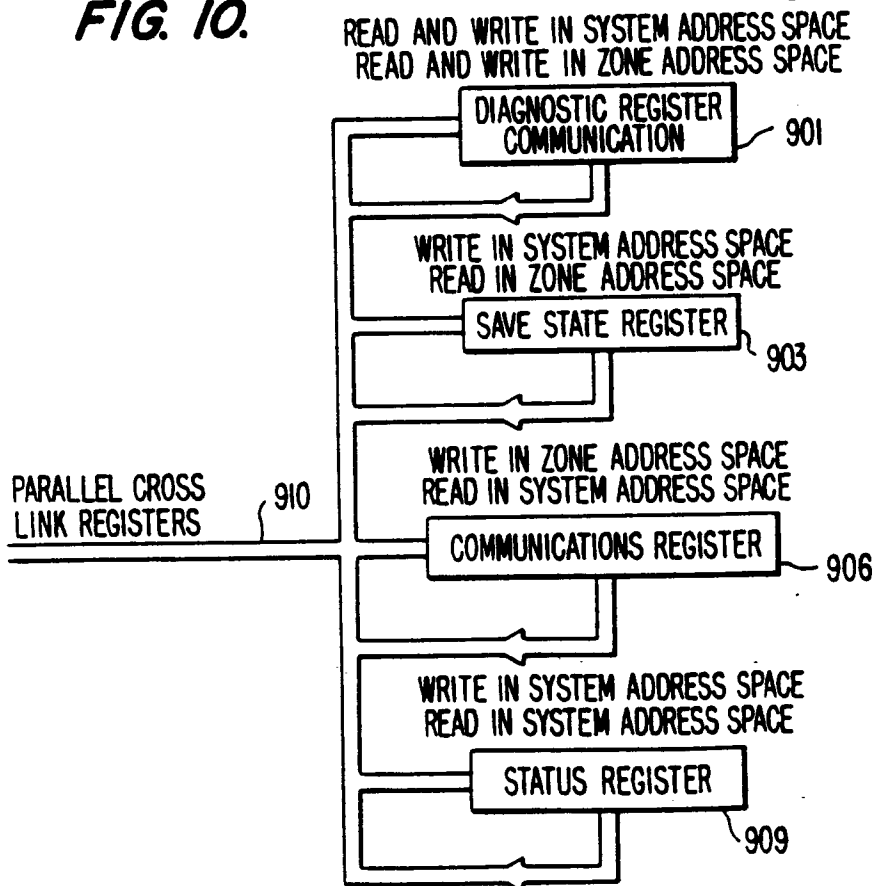 FIG. 10.
READ AND WRITE IN SYSTEM ADDRESS SPACE
READ AND WRITE IN ZONE ADDRESS SPACE
DIAGNOSTIC REGISTER
COMMUNICATION
901
WRITE IN SYSTEM ADDRESS SPACE
READ IN ZONE ADDRESS SPACE
SAVE STATE REGISTER
903
WRITE IN ZONE ADDRESS SPACE
READ IN SYSTEM ADDRESS SPACE
PARALLEL CROSS
LINK REGISTERS
910
COMMUNICATIONS REGISTER
906
WRITE IN SYSTEM ADDRESS SPACE
READ IN SYSTEM ADDRESS SPACE
STATUS REGISTER
909